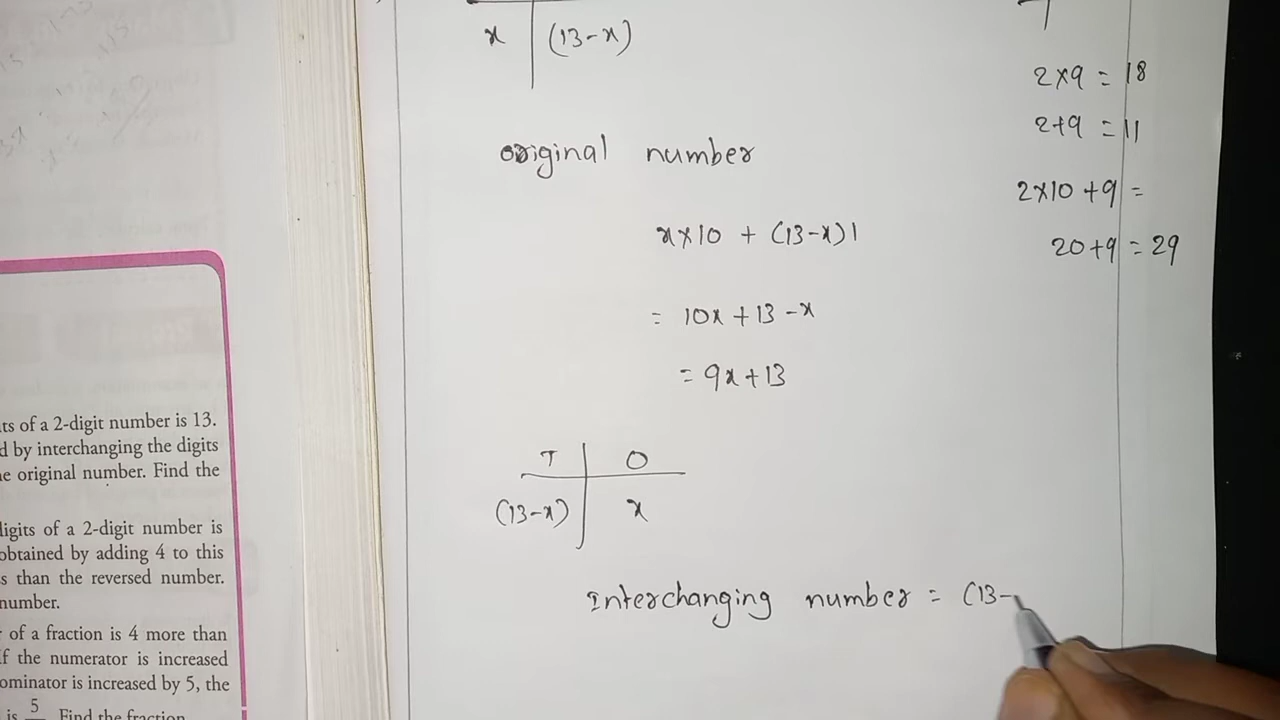 x (13-x)
2×9 = 18
2+9 = 11
original number
2×10 + 9 =
x×10 + (13-x)1
20+9 = 29
= 10x + 13 - x
= 9x + 13
T O
(13-x) x
Interchanging number = (13-
ts of a 2-digit number is 13.
d by interchanging the digits
e original number. Find the
digits of a 2-digit number is
obtained by adding 4 to this
s than the reversed number.
number.
of a fraction is 4 more than
f the numerator is increased
ominator is increased by 5, the
is 5 Find the fraction